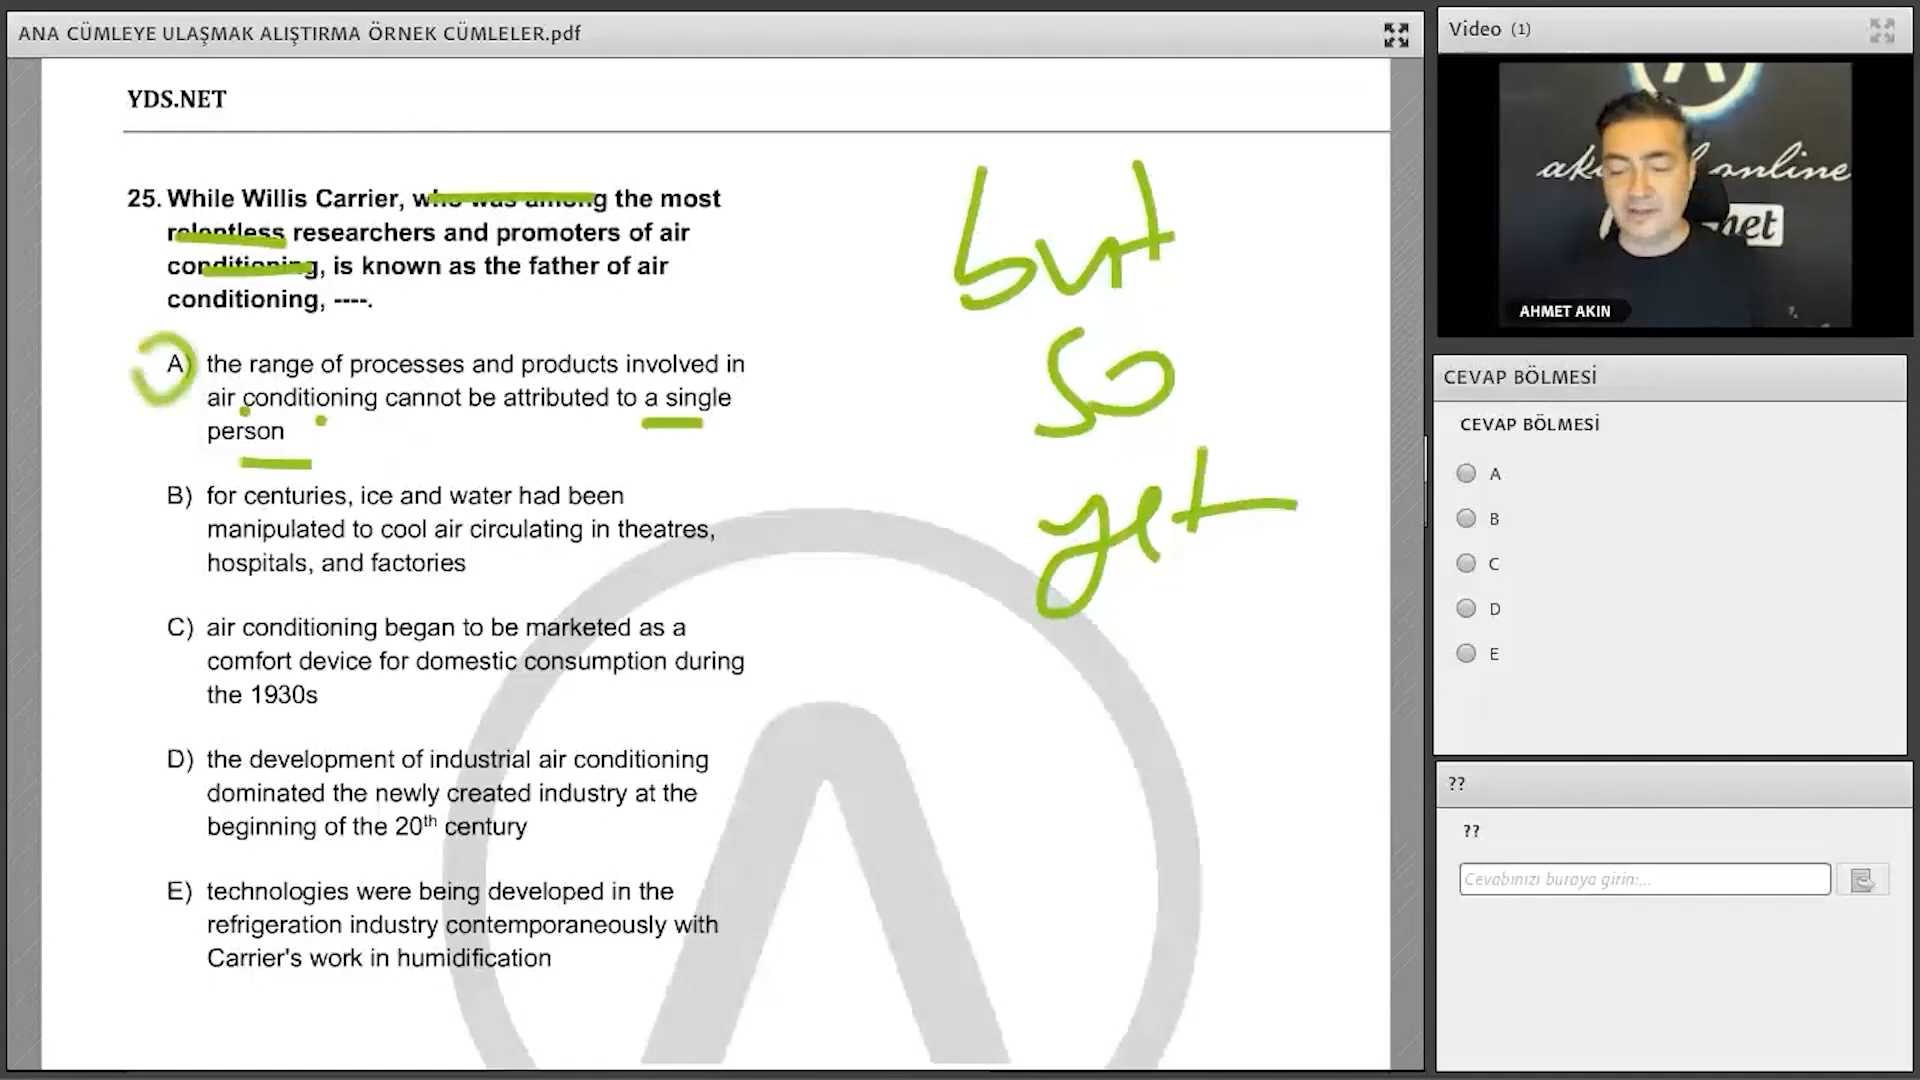 ANA CÜMLEYE ULAŞMAK ALIŞTIRMA ÖRNEK CÜMLELER.pdf
YDS.NET
25. While Willis Carrier, who was among the most
relentless researchers and promoters of air
conditioning, is known as the father of air
conditioning, ----.
A) the range of processes and products involved in
air conditioning cannot be attributed to a single
person
B) for centuries, ice and water had been
manipulated to cool air circulating in theatres,
hospitals, and factories
C) air conditioning began to be marketed as a
comfort device for domestic consumption during
the 1930s
D) the development of industrial air conditioning
dominated the newly created industry at the
beginning of the 20th century
E) technologies were being developed in the
refrigeration industry contemporaneously with
Carrier's work in humidification
but
so
yet
Video (1)
online
net
AHMET AKIN
CEVAP BÖLMESİ
CEVAP BÖLMESİ
A
B
C
D
E
??
??
Cevabınızı buraya girin:...